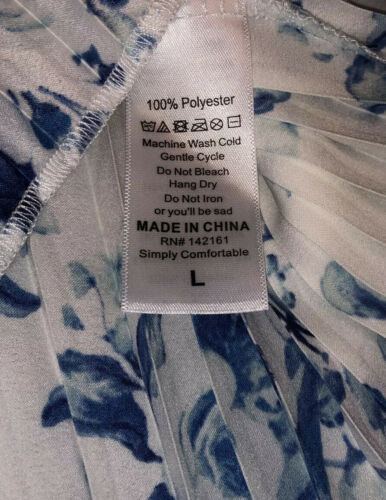 100% Polyester
Machine Wash Cold
Gentle Cycle
Do Not Bleach
Hang Dry
Do Not Iron
or you'll be sad
MADE IN CHINA
RN# 142161
Simply Comfortable
L